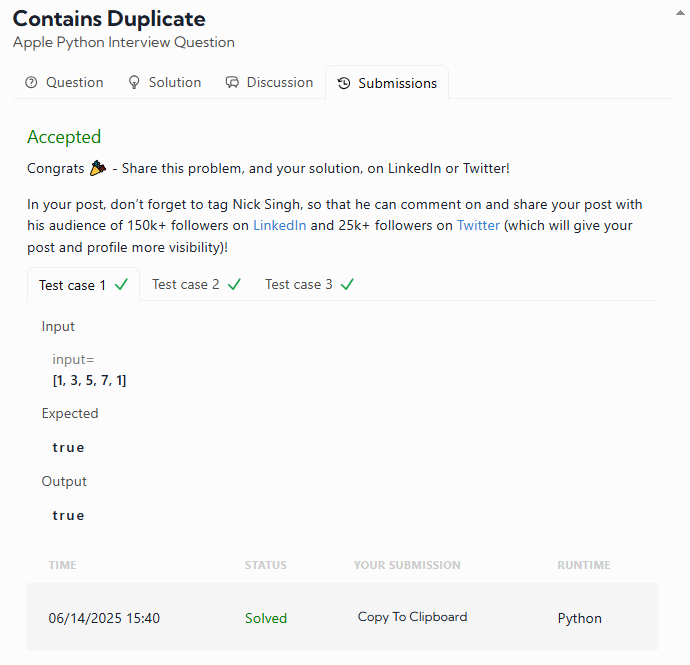 Contains Duplicate
Apple Python Interview Question
Question Solution Discussion Submissions
Accepted
Congrats 🎉 - Share this problem, and your solution, on LinkedIn or Twitter!
In your post, don’t forget to tag Nick Singh, so that he can comment on and share your post with
his audience of 150k+ followers on LinkedIn and 25k+ followers on Twitter (which will give your
post and profile more visibility)!
Test case 1 Test case 2 Test case 3
Input
input=
[1, 3, 5, 7, 1]
Expected
true
Output
true
TIME STATUS YOUR SUBMISSION RUNTIME
06/14/2025 15:40 Solved Copy To Clipboard Python